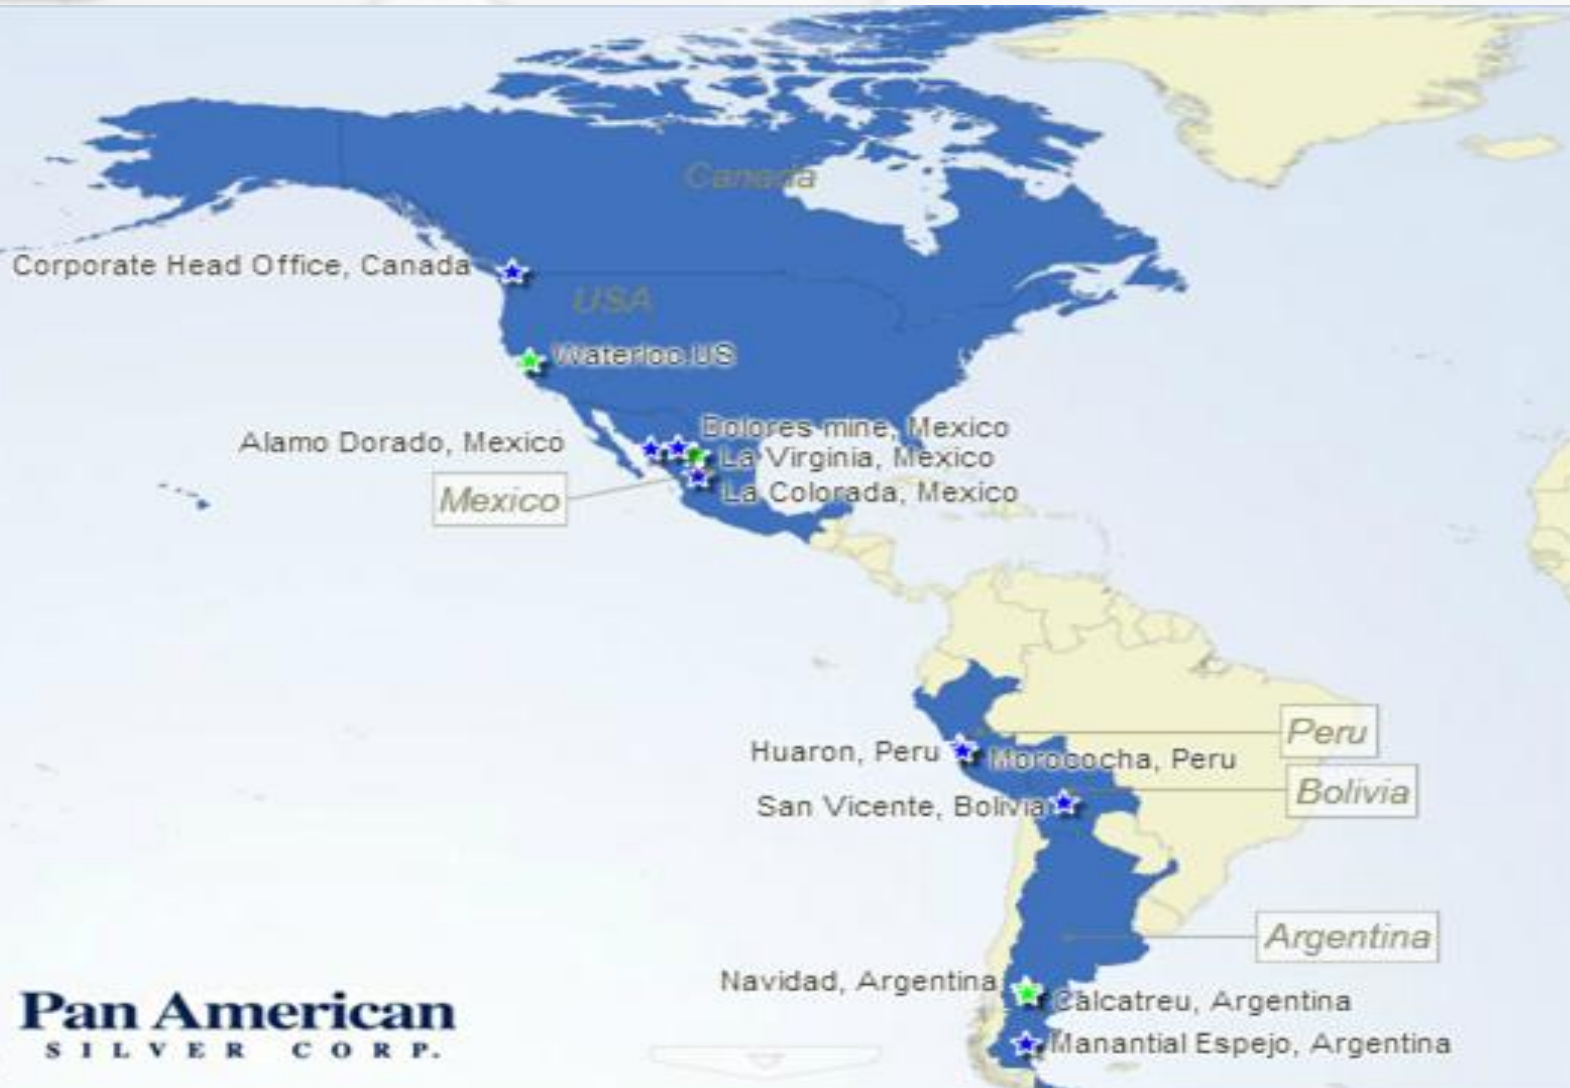 Canada
Corporate Head Office, Canada
USA
Waterloo.US
Dolores mine, Mexico
Alamo Dorado, Mexico
La Virginia, Mexico
Mexico
La Colorada, Mexico
Peru
Huaron, Peru
Morococha, Peru
Bolivia
San Vicente, Bolivia
Argentina
Navidad, Argentina
Calcatreu, Argentina
Manantial Espejo, Argentina
Pan American
SILVER CORP.